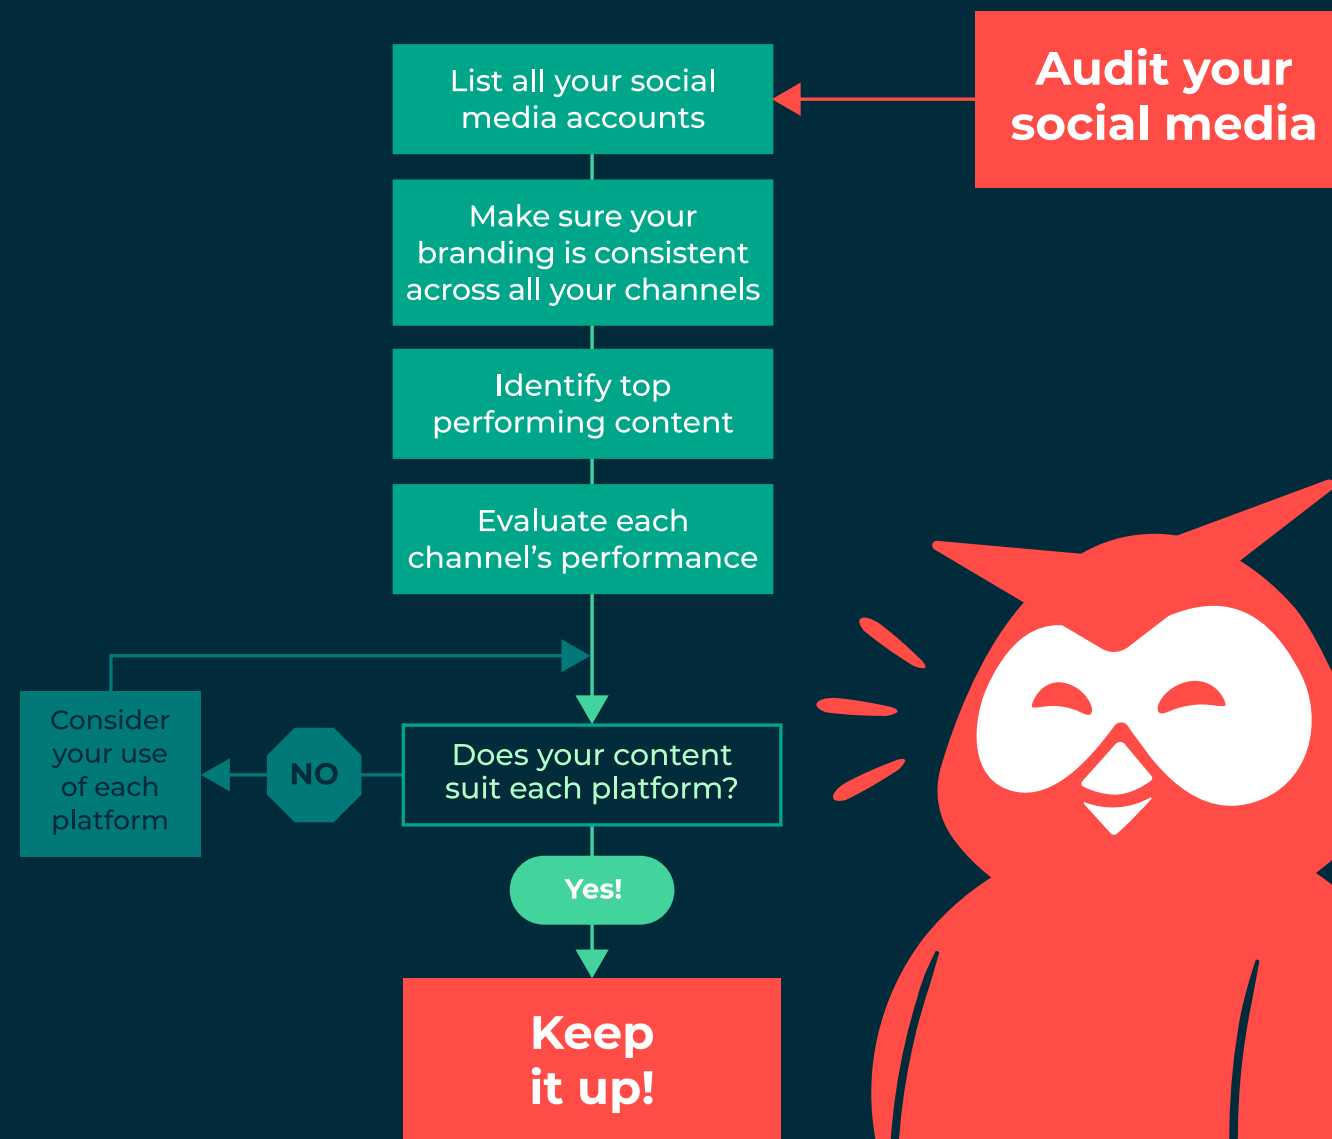 Audit your
social media
List all your social
media accounts
Make sure your
branding is consistent
across all your channels
Identify top
performing content
Evaluate each
channel’s performance
Does your content
suit each platform?
NO
Consider
your use
of each
platform
Yes!
Keep
it up!